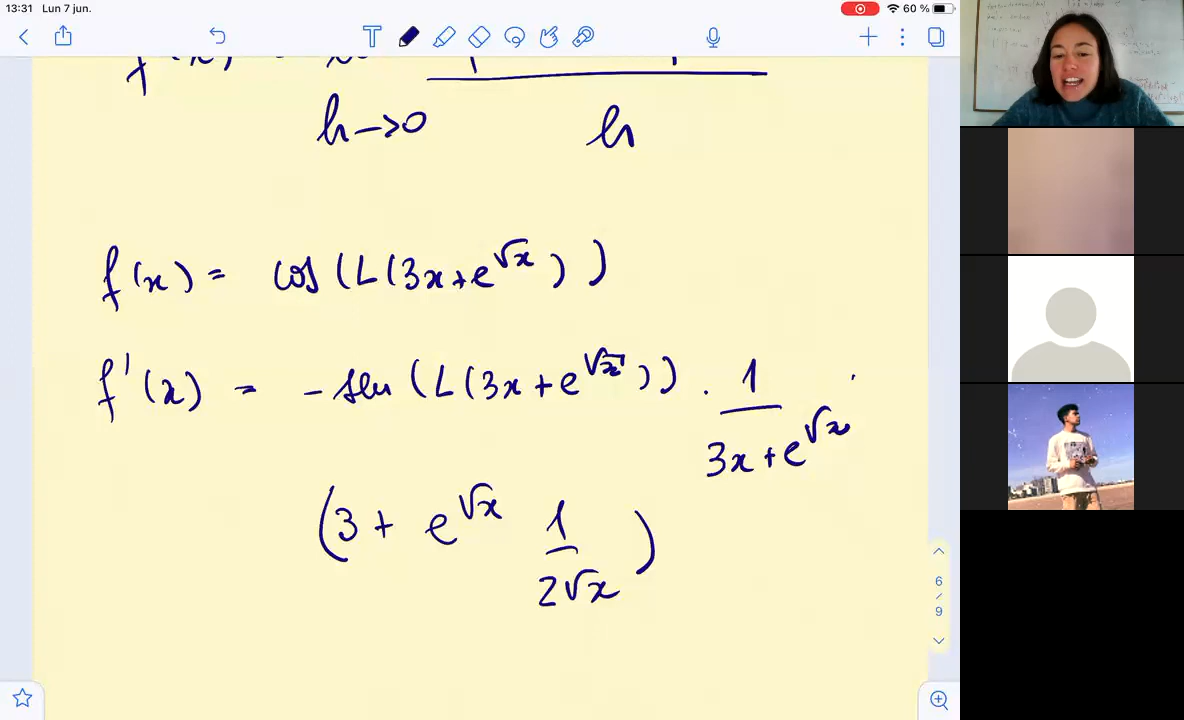 13:31 Lun 7 jun. 60 %
h→0 h
f(x) = cos(L(3x+e^√x))
f'(x) = -sen(L(3x+e^√x)) · 1/(3x+e^√x) ·
(3 + e^√x 1/(2√x))
6
/
9